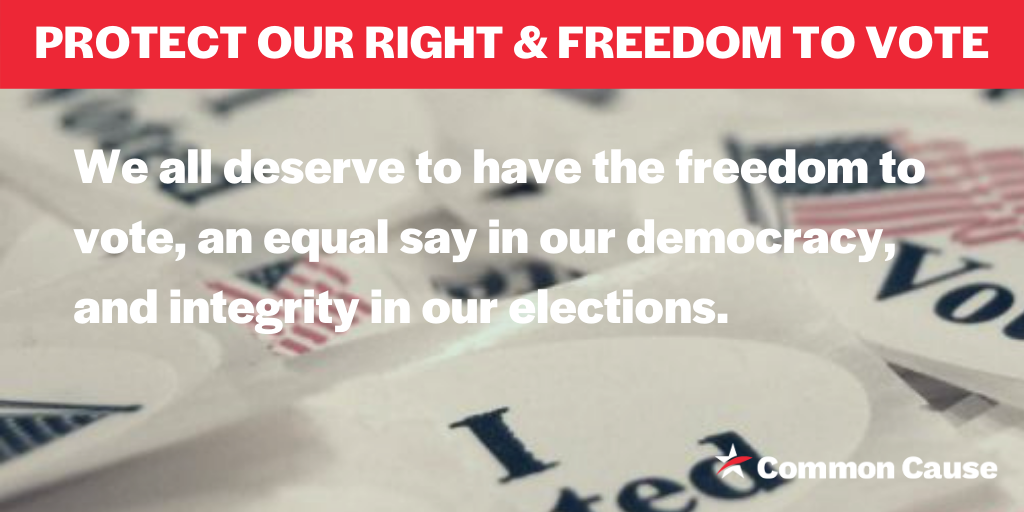 PROTECT OUR RIGHT & FREEDOM TO VOTE
We all deserve to have the freedom to
vote, an equal say in our democracy,
and integrity in our elections.
I
Common Cause